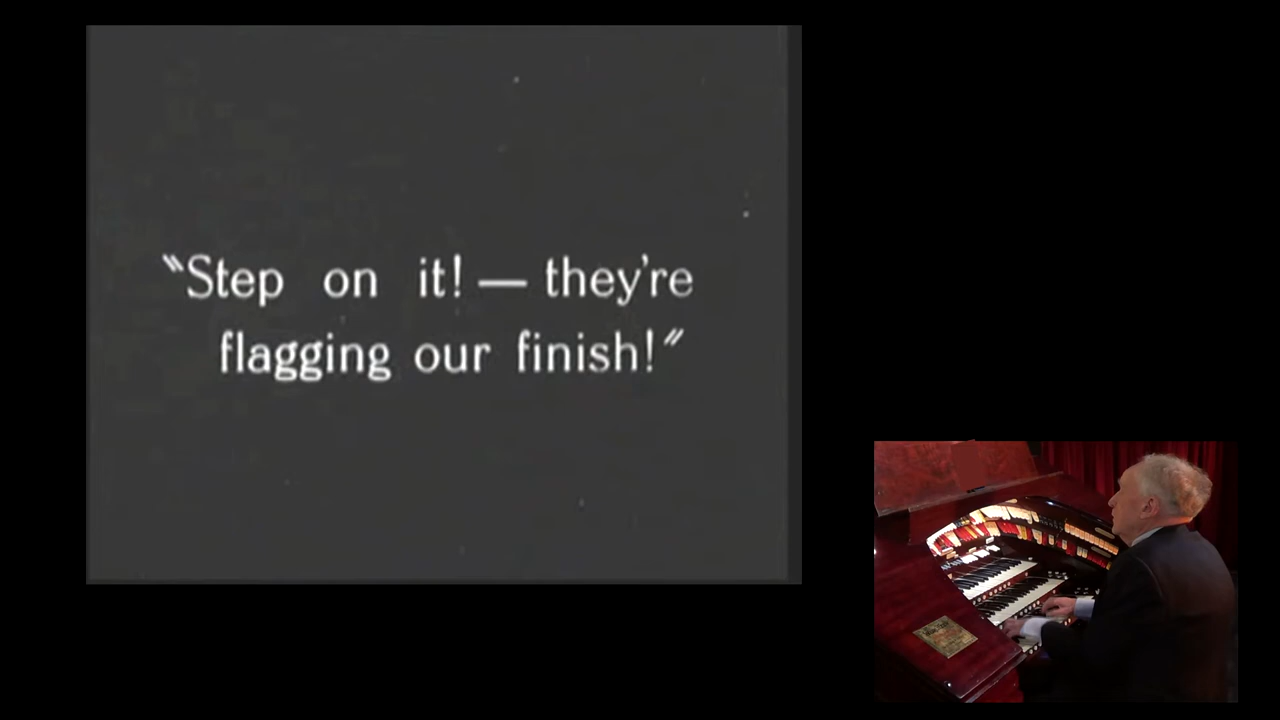 "Step on it! — they're
flagging our finish!"